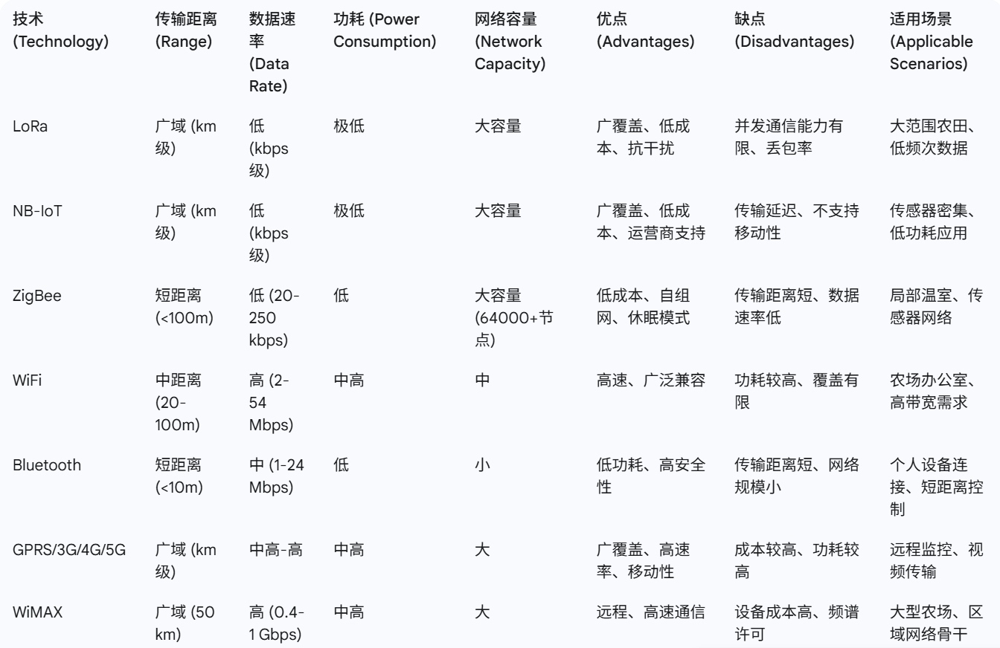 技术 (Technology)
传输距离 (Range)
数据速率 (Data Rate)
功耗 (Power Consumption)
网络容量 (Network Capacity)
优点 (Advantages)
缺点 (Disadvantages)
适用场景 (Applicable Scenarios)
LoRa
广域 (km级)
低 (kbps级)
极低
大容量
广覆盖、低成本、抗干扰
并发通信能力有限、丢包率
大范围农田、低频次数据
NB-IoT
广域 (km级)
低 (kbps级)
极低
大容量
广覆盖、低成本、运营商支持
传输延迟、不支持移动性
传感器密集、低功耗应用
ZigBee
短距离 (<100m)
低 (20-250 kbps)
低
大容量 (64000+节点)
低成本、自组网、休眠模式
传输距离短、数据速率低
局部温室、传感器网络
WiFi
中距离 (20-100m)
高 (2-54 Mbps)
中高
中
高速、广泛兼容
功耗较高、覆盖有限
农场办公室、高带宽需求
Bluetooth
短距离 (<10m)
中 (1-24 Mbps)
低
小
低功耗、高安全性
传输距离短、网络规模小
个人设备连接、短距离控制
GPRS/3G/4G/5G
广域 (km级)
中高-高
中高
大
广覆盖、高速率、移动性
成本较高、功耗较高
远程监控、视频传输
WiMAX
广域 (50 km)
高 (0.4-1 Gbps)
中高
大
远程、高速通信
设备成本高、频谱许可
大型农场、区域网络骨干